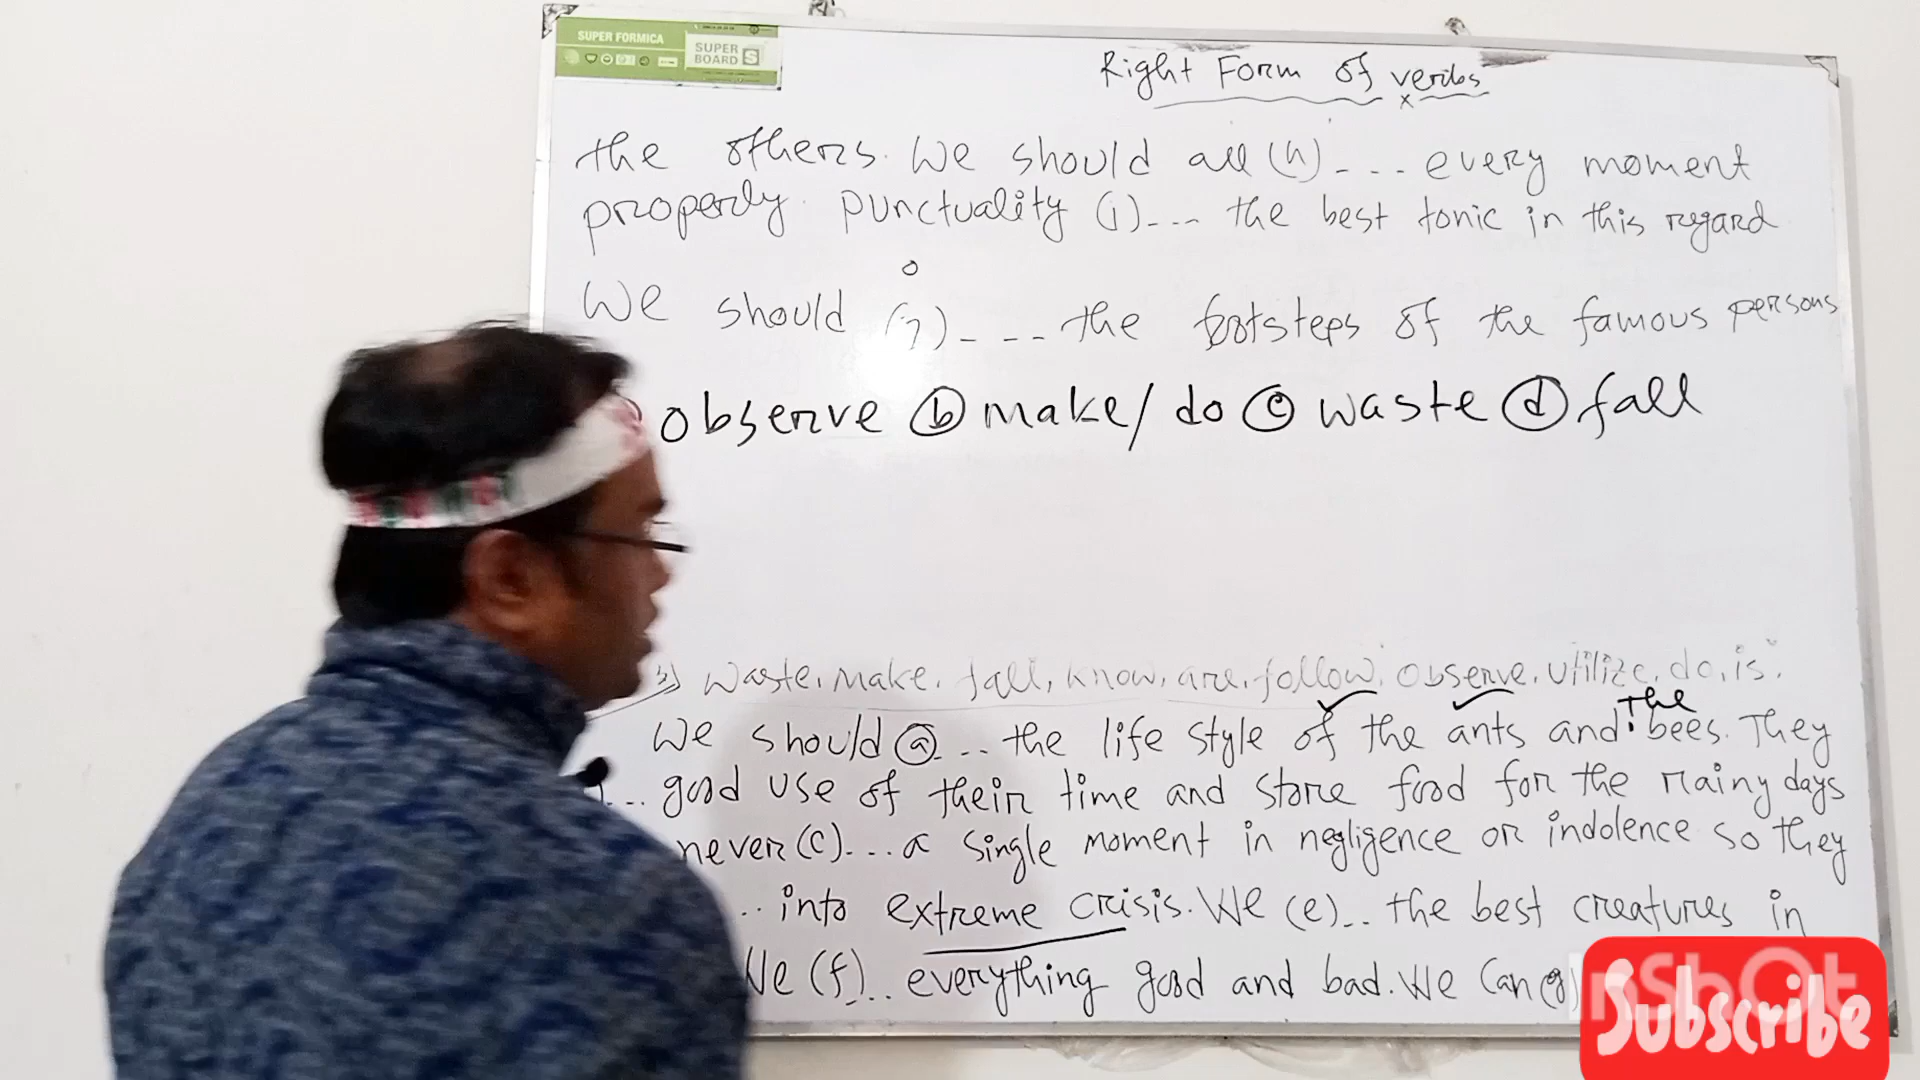 SUPER FORMICA
SUPER BOARD S
Right Form of verbs
the others. We should all (h) --- every moment
properly. Punctuality (i)--- the best tonic in this regard
We should (j) - -- the footsteps of the famous persons
observe (b) make/ do (c) waste (d) fall
waste, make, fall, know, are, follow, observe, utilize, do, is.
The
We should (a) .. the life style of the ants and bees. They
... good use of their time and store food for the rainy days
never (c)... a single moment in negligence or indolence so they
.. into extreme crisis. We (e).. the best creatures in
We (f)... everything good and bad. We can (g)
InShOt
Subscribe